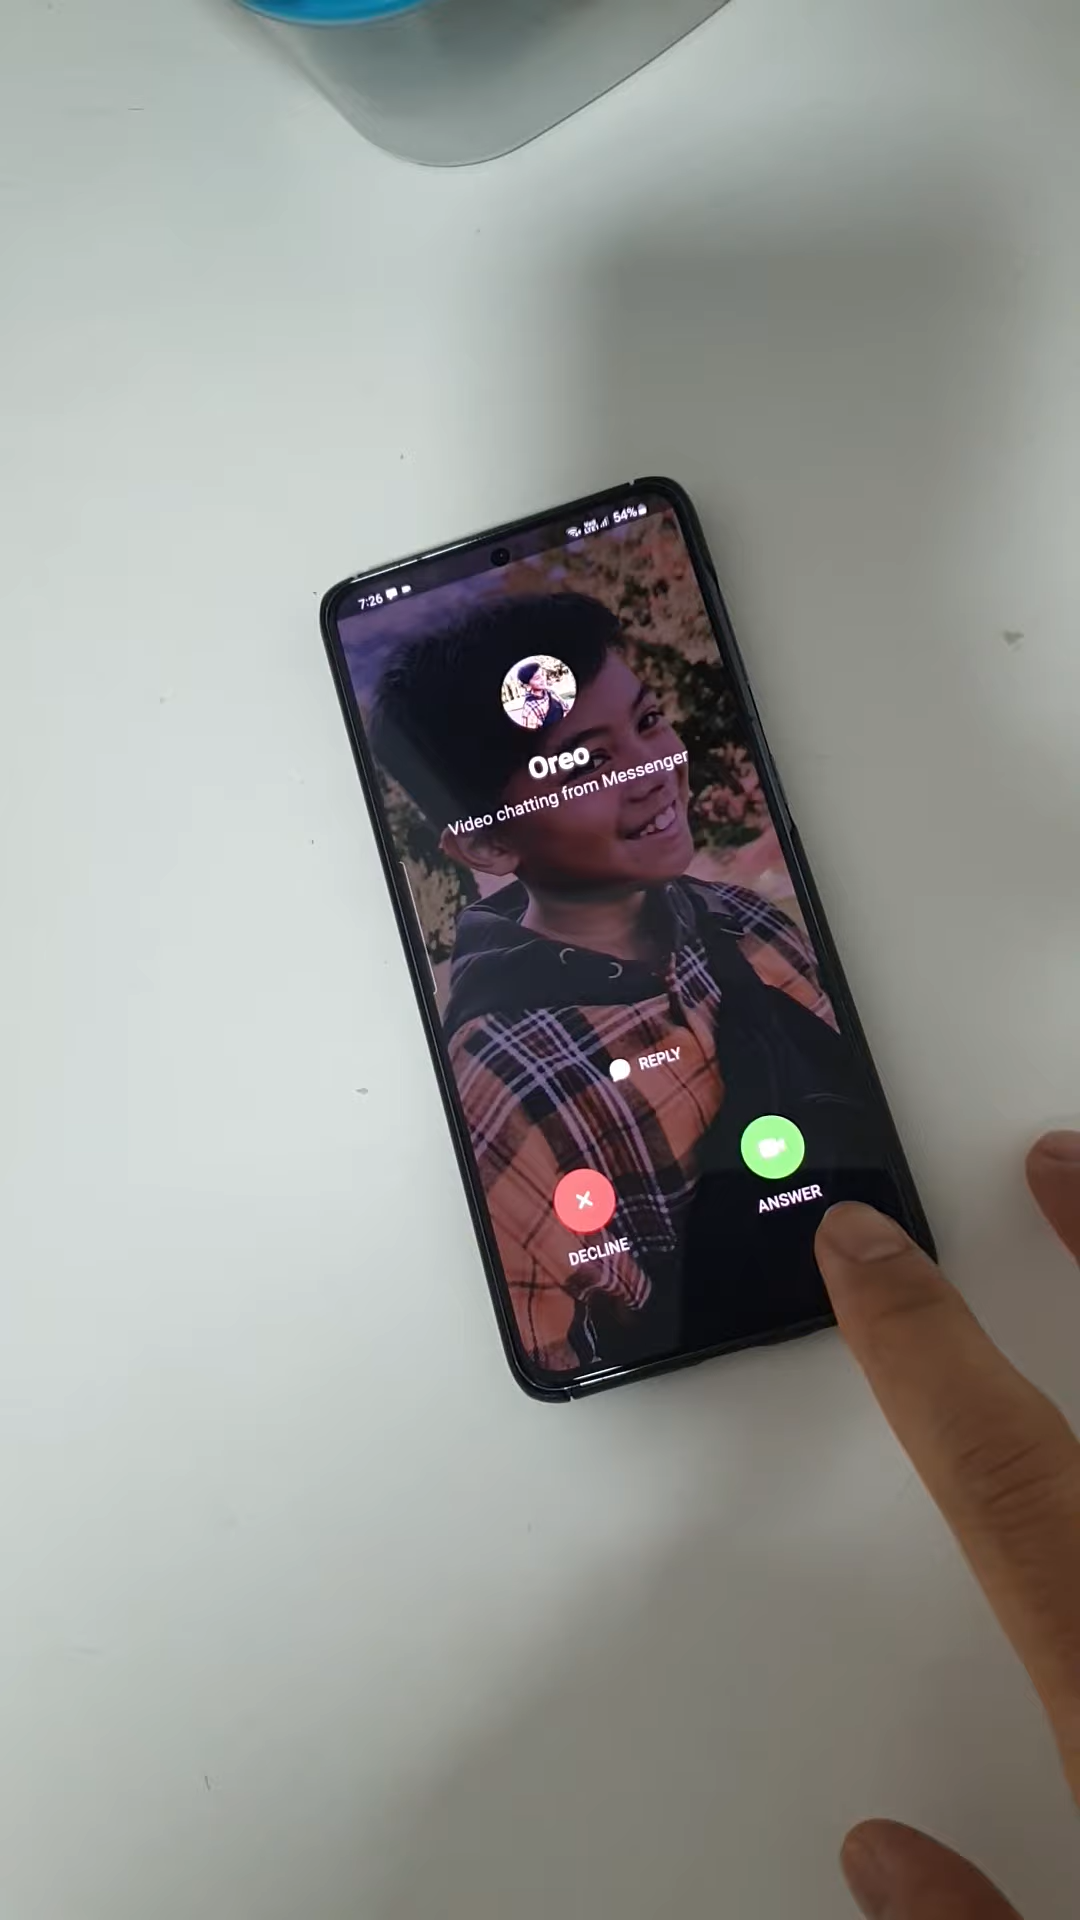 7:26
54%
Oreo
Video chatting from Messenger
REPLY
ANSWER
DECLINE